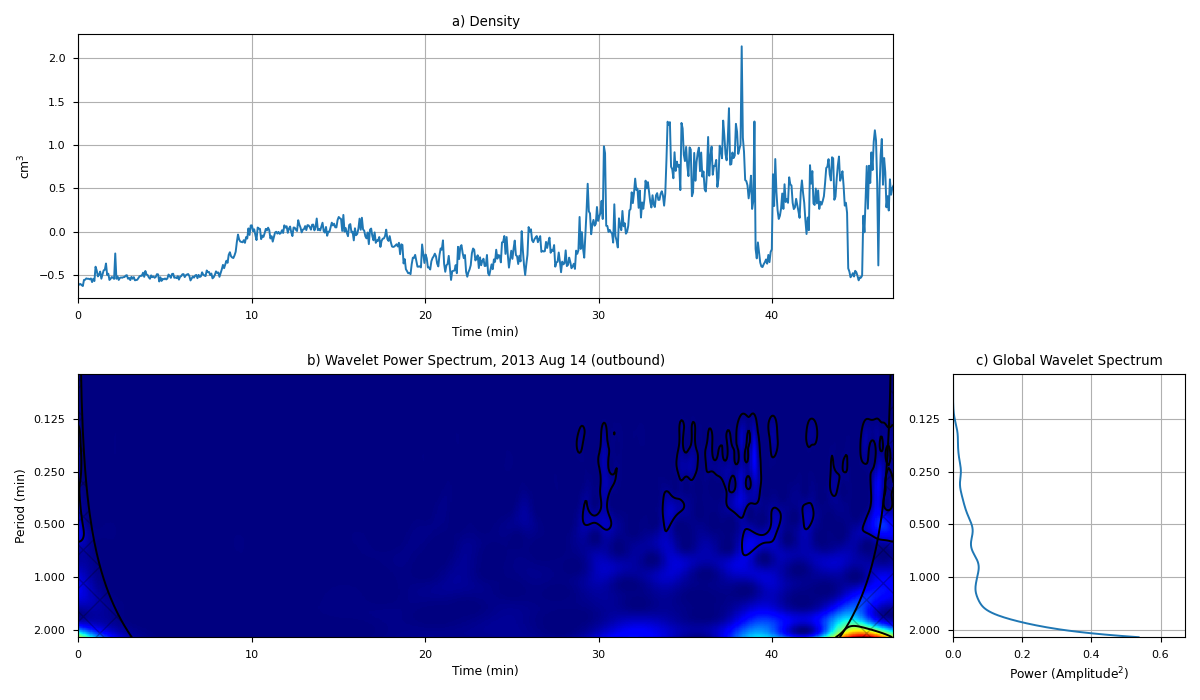 a) Density
cm³
2.0
1.5
1.0
0.5
0.0
−0.5
0 10 20 30 40
Time (min)
b) Wavelet Power Spectrum, 2013 Aug 14 (outbound)
Period (min)
0.125
0.250
0.500
1.000
2.000
0 10 20 30 40
Time (min)
c) Global Wavelet Spectrum
0.125
0.250
0.500
1.000
2.000
0.0 0.2 0.4 0.6
Power (Amplitude²)